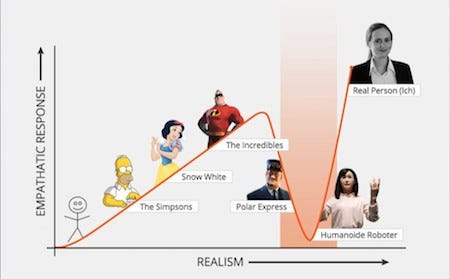 EMPATHATIC RESPONSE
Real Person (Ich)
The Incredibles
Snow White
The Simpsons
Polar Express
Humanoide Roboter
REALISM